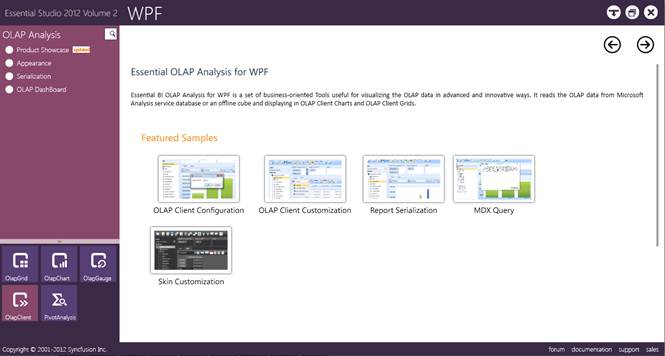 Essential Studio 2012 Volume 2 WPF
OLAP Analysis
Product Showcase updated
Appearance
Serialization
OLAP DashBoard
Essential OLAP Analysis for WPF
Essential BI OLAP Analysis for WPF is a set of business-oriented Tools useful for visualizing the OLAP data in advanced and innovative ways. It reads the OLAP data from Microsoft
Analysis service database or an offline cube and displaying in OLAP Client Charts and OLAP Client Grids.
Featured Samples
OLAP Client Configuration
OLAP Client Customization
Report Serialization
MDX Query
Skin Customization
OlapGrid
OlapChart
OlapGauge
OlapClient
PivotAnalysis
Copyright © 2001-2012 Syncfusion Inc.
forum documentation support sales